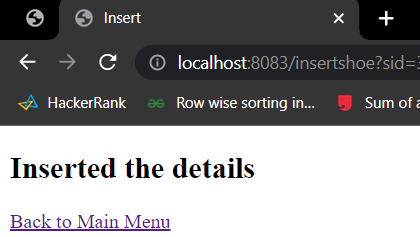 Insert
localhost:8083/insertshoe?sid=
HackerRank Row wise sorting in... Sum of a
Inserted the details
Back to Main Menu